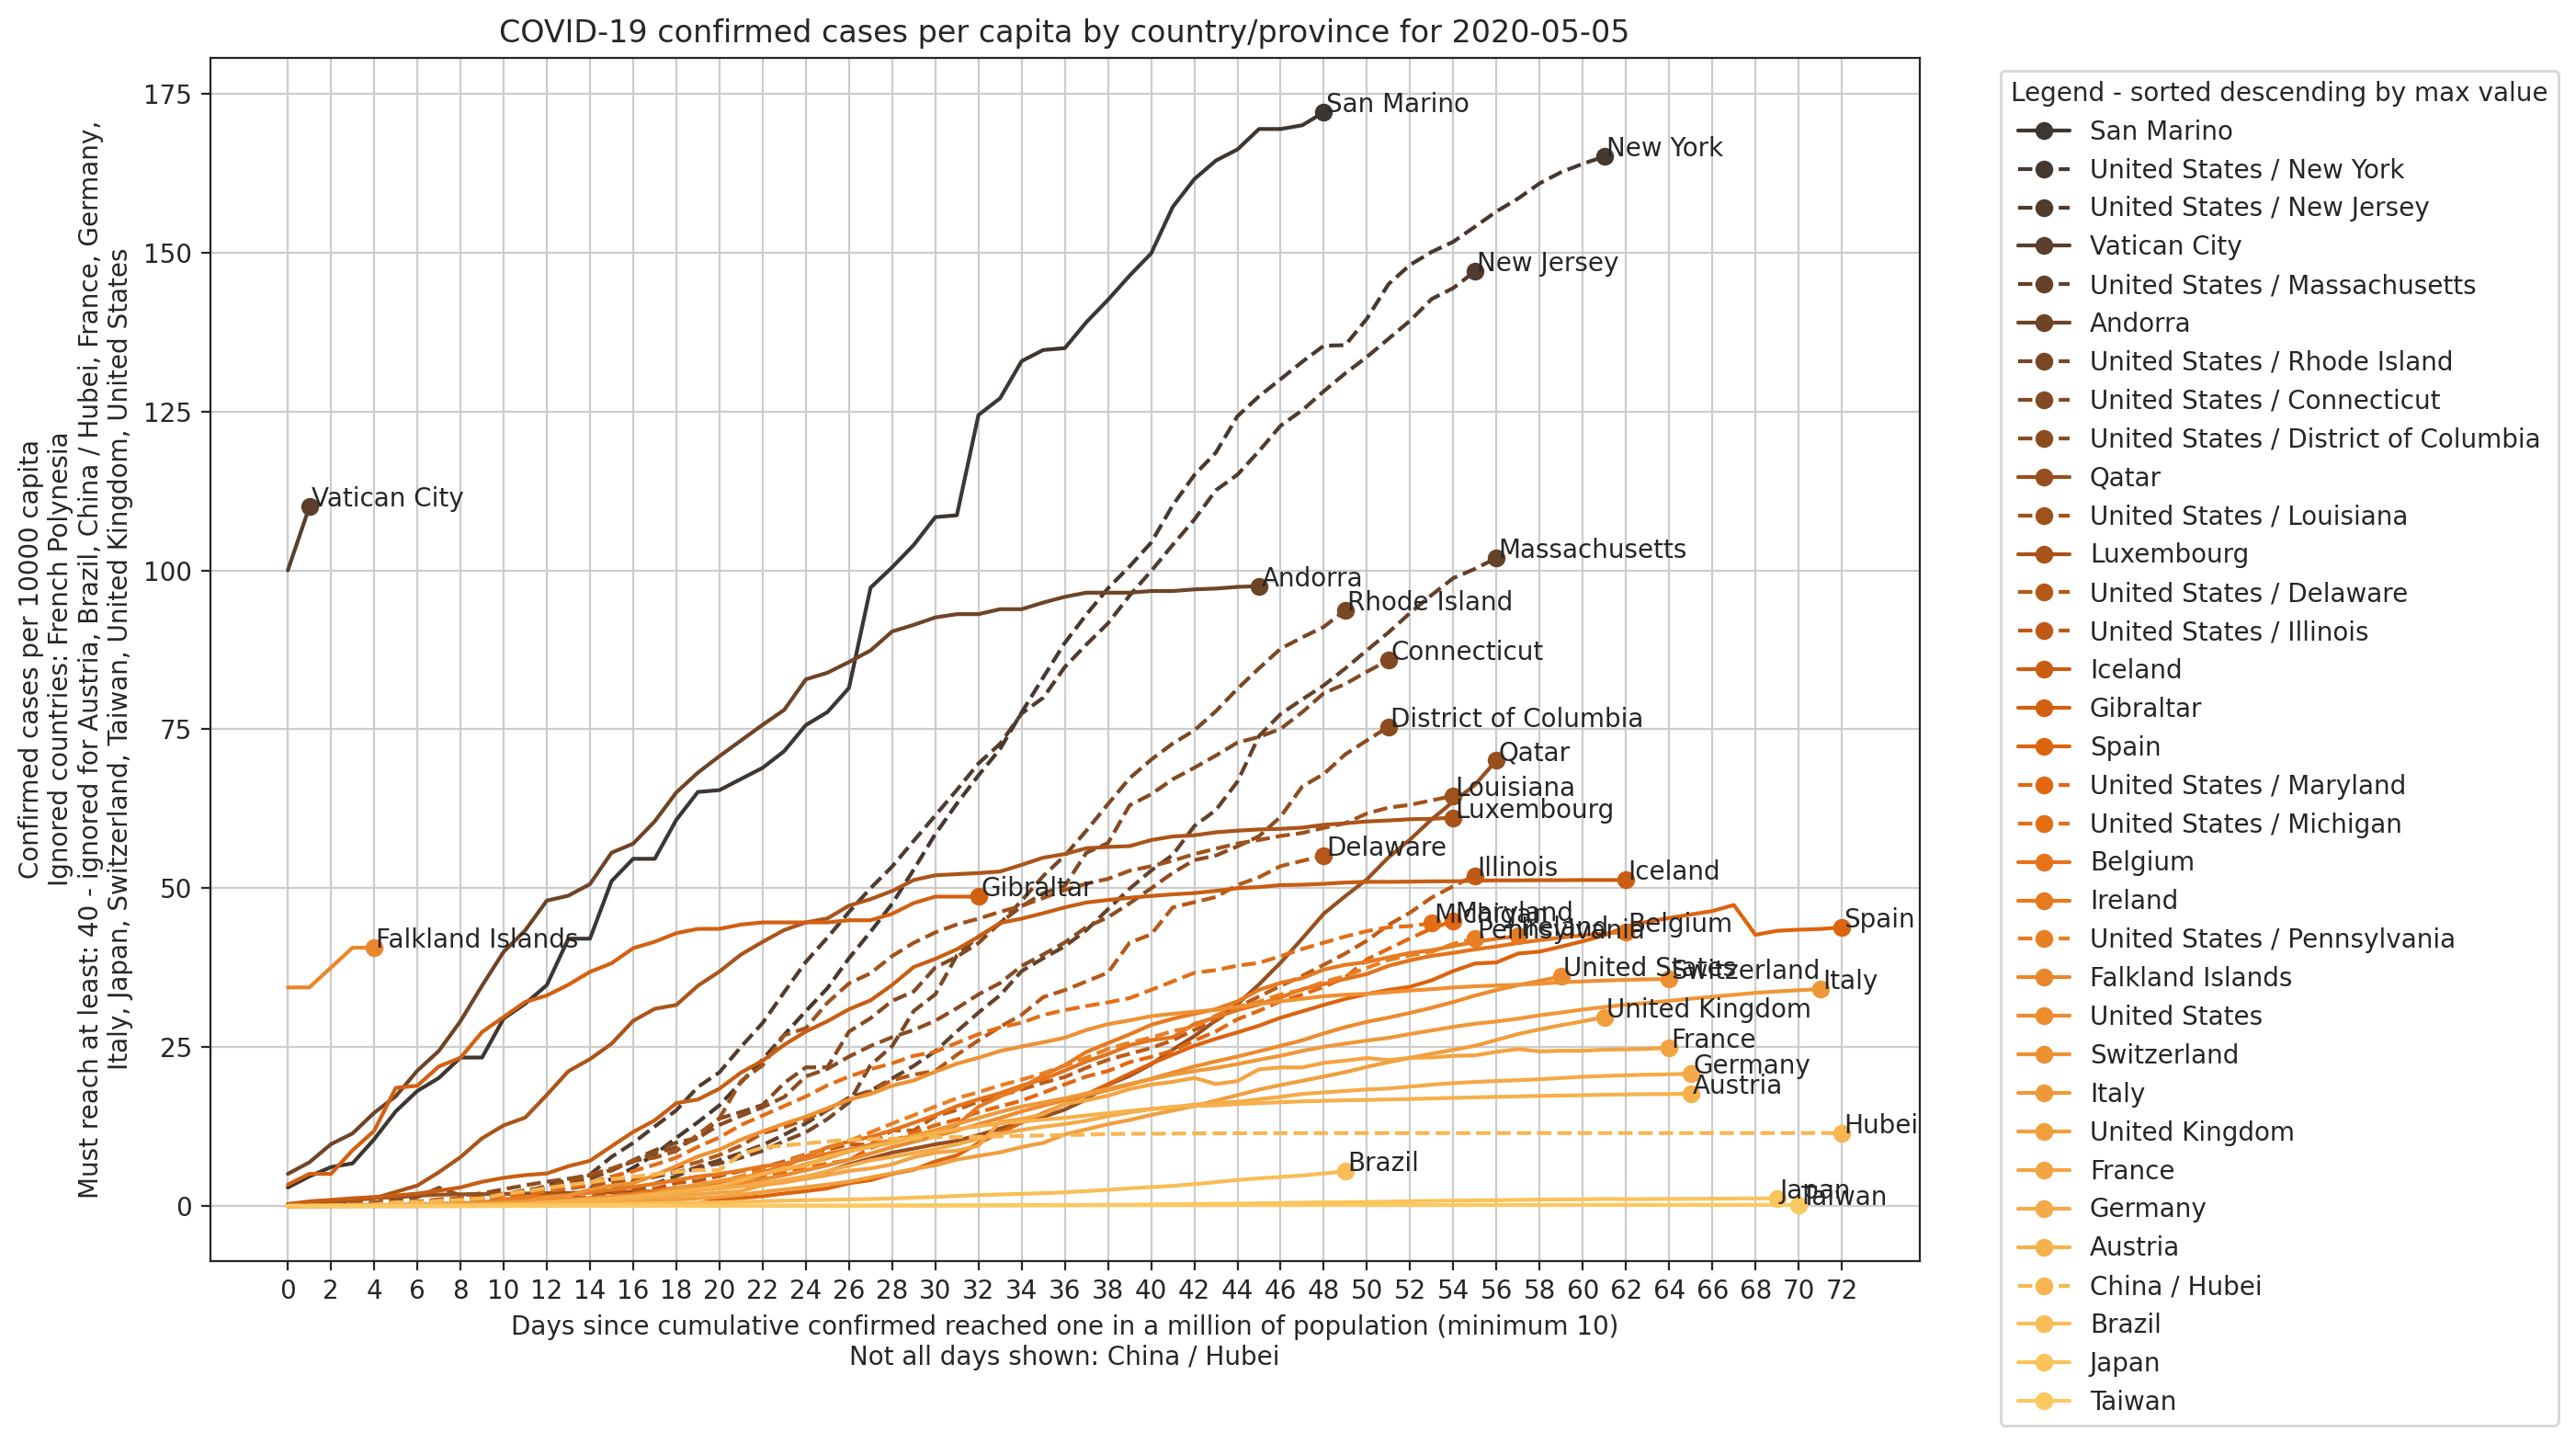 COVID-19 confirmed cases per capita by country/province for 2020-05-05
Confirmed cases per 10000 capita
Ignored countries: French Polynesia
Must reach at least: 40 - ignored for Austria, Brazil, China / Hubei, France, Germany,
Italy, Japan, Switzerland, Taiwan, United Kingdom, United States
175
150
125
100
75
50
25
0
San Marino
New York
New Jersey
Vatican City
Massachusetts
Andorra
Rhode Island
Connecticut
District of Columbia
Qatar
Louisiana
Luxembourg
Delaware
Illinois
Iceland
Gibraltar
Maryland
Michigan
Spain
Belgium
Ireland
Pennsylvania
Falkland Islands
United States
Switzerland
Italy
United Kingdom
France
Germany
Austria
Hubei
Brazil
Japan
Taiwan
0 2 4 6 8 10 12 14 16 18 20 22 24 26 28 30 32 34 36 38 40 42 44 46 48 50 52 54 56 58 60 62 64 66 68 70 72
Days since cumulative confirmed reached one in a million of population (minimum 10)
Not all days shown: China / Hubei
Legend - sorted descending by max value
San Marino
United States / New York
United States / New Jersey
Vatican City
United States / Massachusetts
Andorra
United States / Rhode Island
United States / Connecticut
United States / District of Columbia
Qatar
United States / Louisiana
Luxembourg
United States / Delaware
United States / Illinois
Iceland
Gibraltar
Spain
United States / Maryland
United States / Michigan
Belgium
Ireland
United States / Pennsylvania
Falkland Islands
United States
Switzerland
Italy
United Kingdom
France
Germany
Austria
China / Hubei
Brazil
Japan
Taiwan